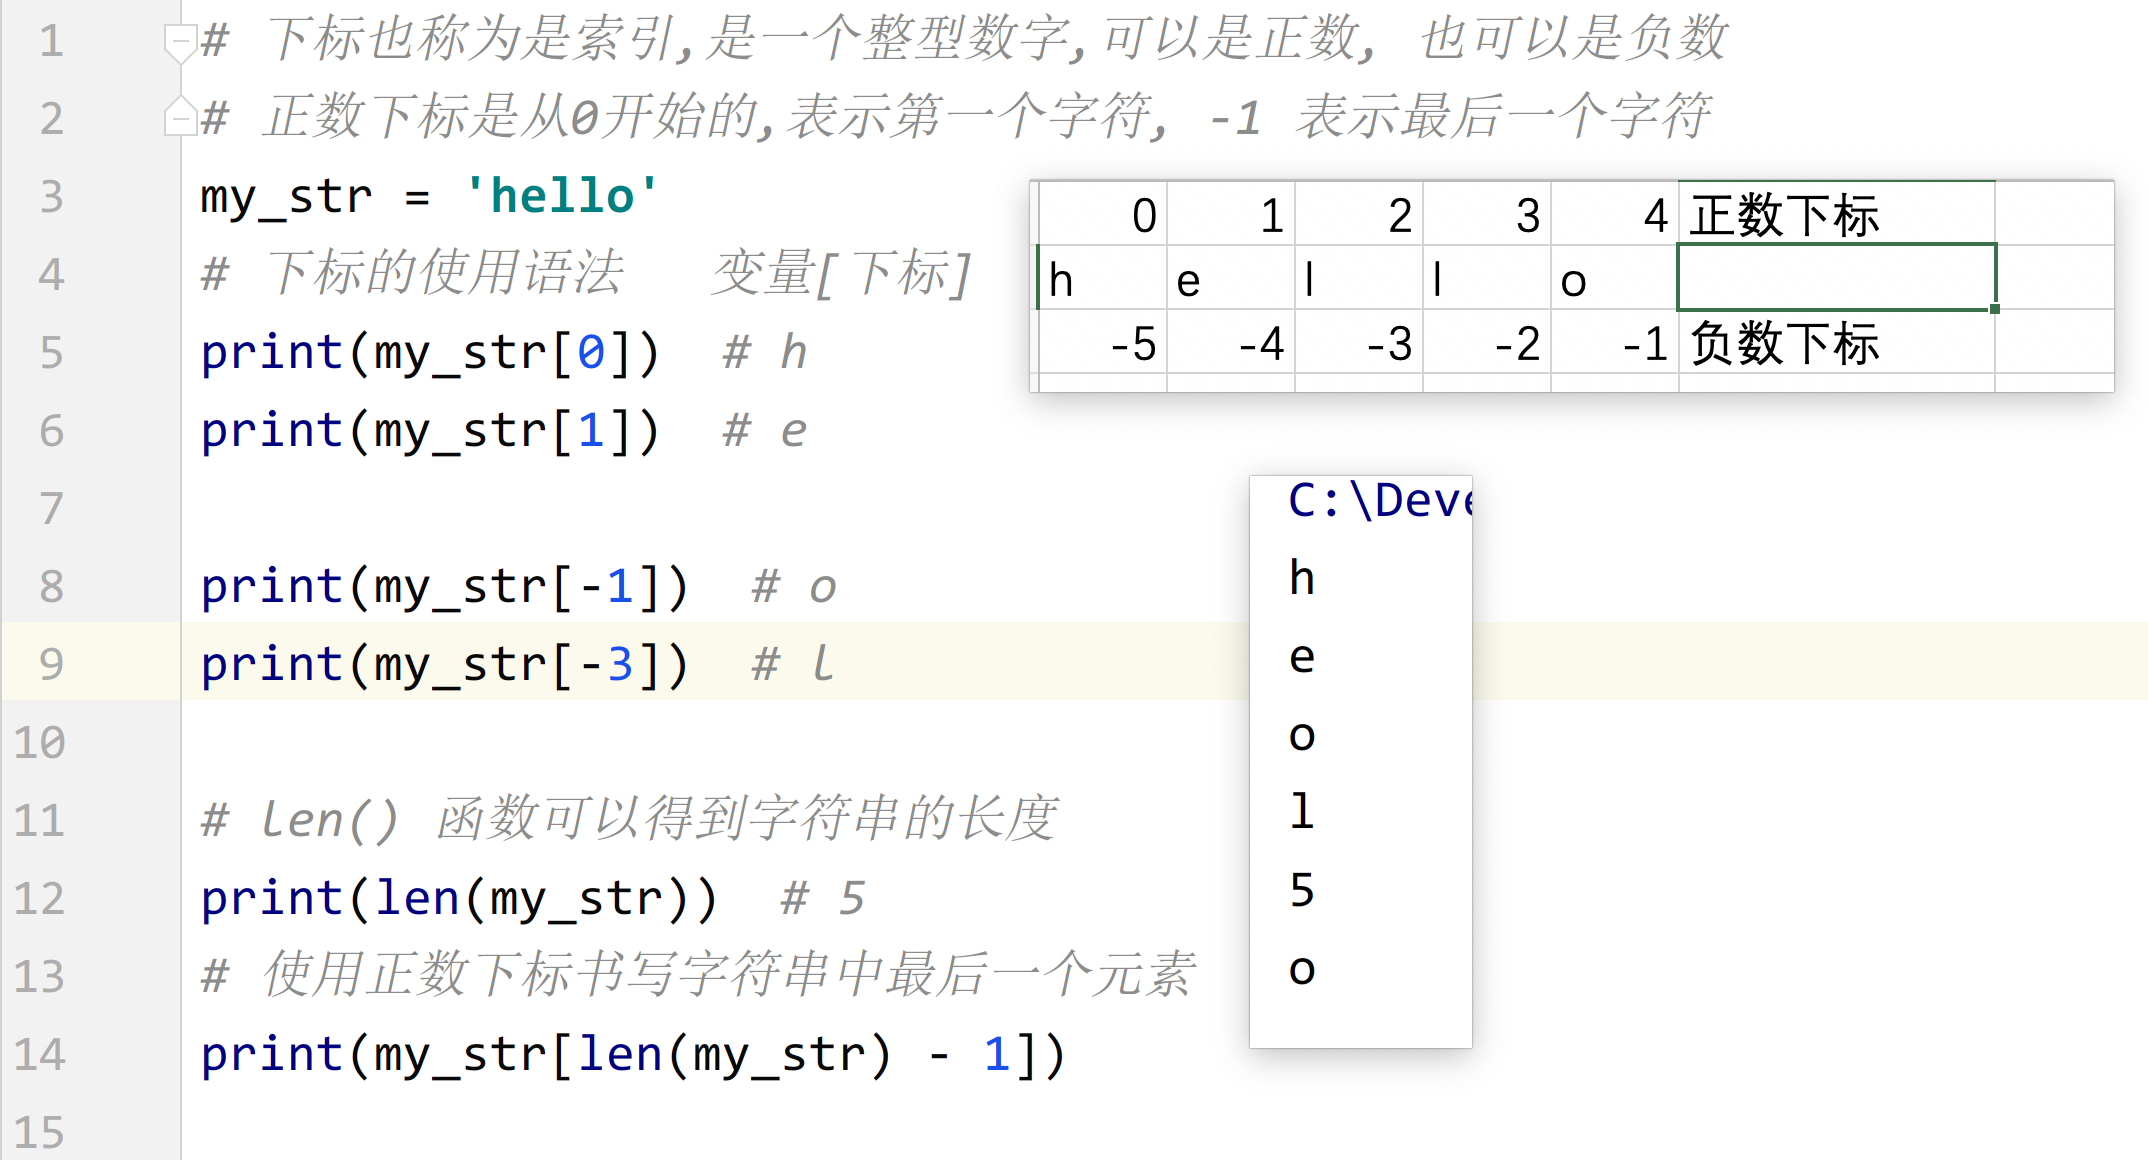 1 # 下标也称为是索引,是一个整型数字,可以是正数, 也可以是负数
2 # 正数下标是从0开始的,表示第一个字符, -1 表示最后一个字符
3 my_str = 'hello'
4 # 下标的使用语法   变量[下标]
5 print(my_str[0])  # h
6 print(my_str[1])  # e
7
8 print(my_str[-1])  # o
9 print(my_str[-3])  # l
10
11 # len() 函数可以得到字符串的长度
12 print(len(my_str))  # 5
13 # 使用正数下标书写字符串中最后一个元素
14 print(my_str[len(my_str) - 1])
15
0 1 2 3 4 正数下标
h e l l o
-5 -4 -3 -2 -1 负数下标
C:\Deve
h
e
o
l
5
o